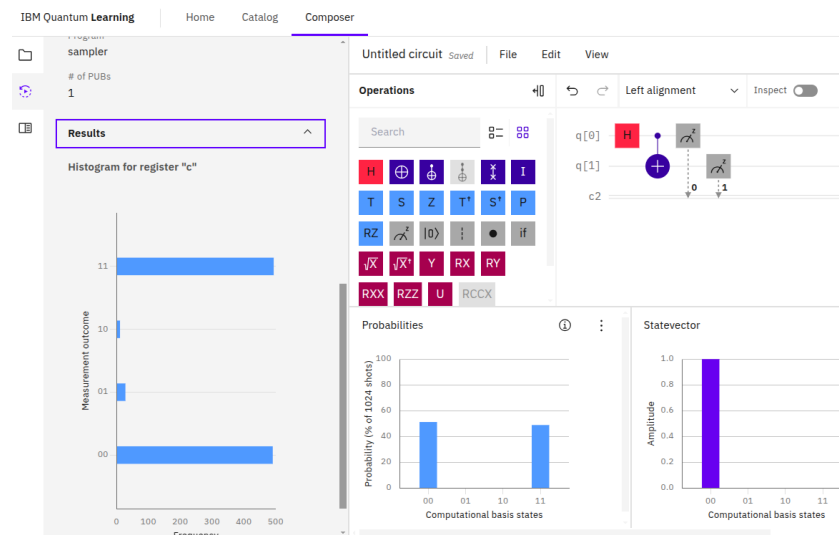 IBM Quantum Learning Home Catalog Composer
Program
sampler
# of PUBs
1
Results
Histogram for register "c"
Measurement outcome
11
10
01
00
0 100 200 300 400 500
Frequency
Untitled circuit Saved File Edit View
Operations
Search
H I
T S Z T† S† P
RZ z |0⟩ if
√X √X† Y RX RY
RXX RZZ U RCCX
Left alignment Inspect
q[0] H z
q[1] z
0 1
c2
Probabilities
Probability (% of 1024 shots)
100
80
60
40
20
0
00 01 10 11
Computational basis states
Statevector
Amplitude
1.0
0.8
0.6
0.4
0.2
0.0
00 01 10 11
Computational basis states